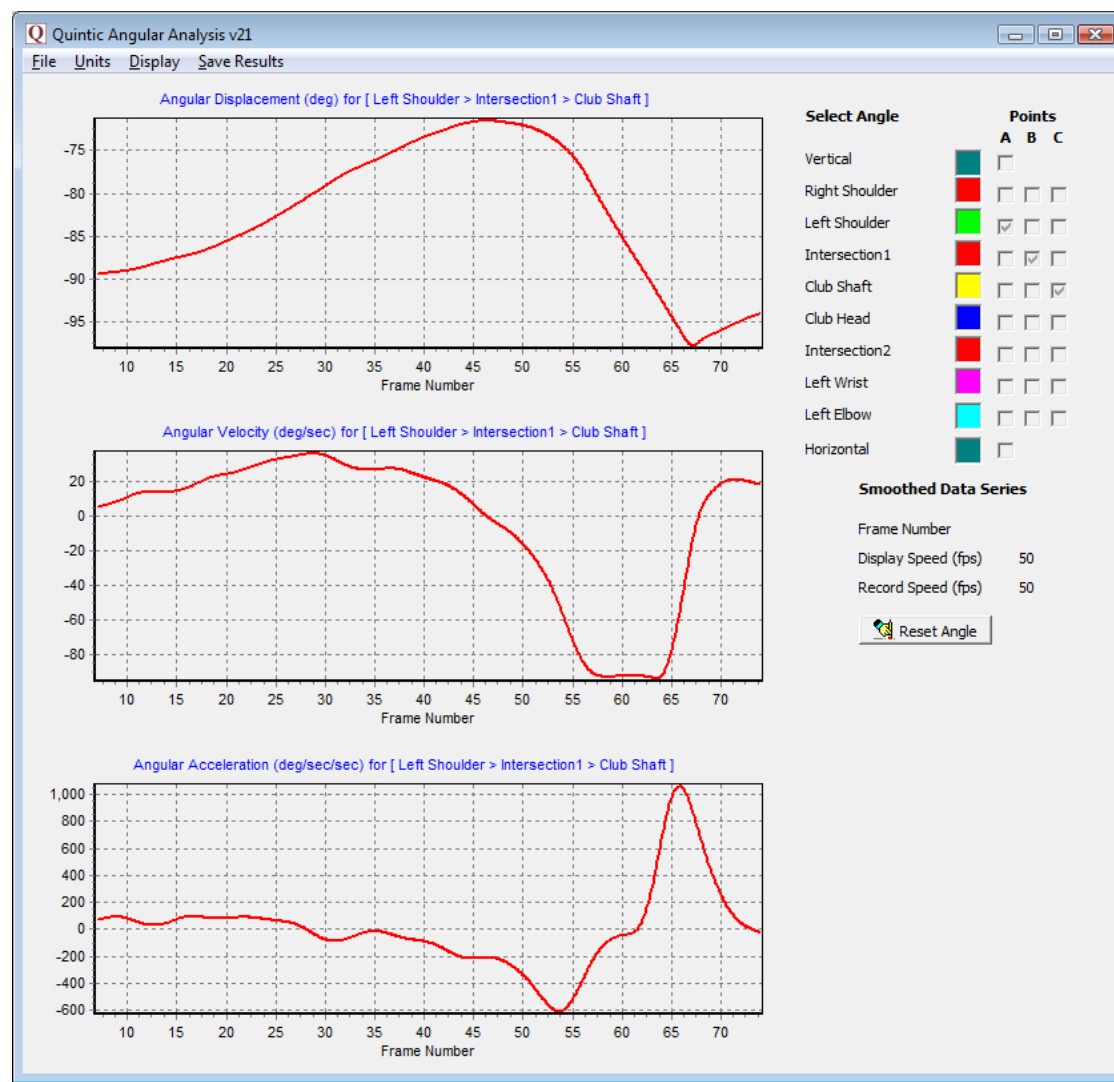 Quintic Angular Analysis v21
File Units Display Save Results
Angular Displacement (deg) for [ Left Shoulder > Intersection1 > Club Shaft ]
-75
-80
-85
-90
-95
10 15 20 25 30 35 40 45 50 55 60 65 70
Frame Number
Angular Velocity (deg/sec) for [ Left Shoulder > Intersection1 > Club Shaft ]
20
0
-20
-40
-60
-80
10 15 20 25 30 35 40 45 50 55 60 65 70
Frame Number
Angular Acceleration (deg/sec/sec) for [ Left Shoulder > Intersection1 > Club Shaft ]
1,000
800
600
400
200
0
-200
-400
-600
10 15 20 25 30 35 40 45 50 55 60 65 70
Frame Number
Select Angle Points
A B C
Vertical
Right Shoulder
Left Shoulder
Intersection1
Club Shaft
Club Head
Intersection2
Left Wrist
Left Elbow
Horizontal
Smoothed Data Series
Frame Number
Display Speed (fps) 50
Record Speed (fps) 50
Reset Angle